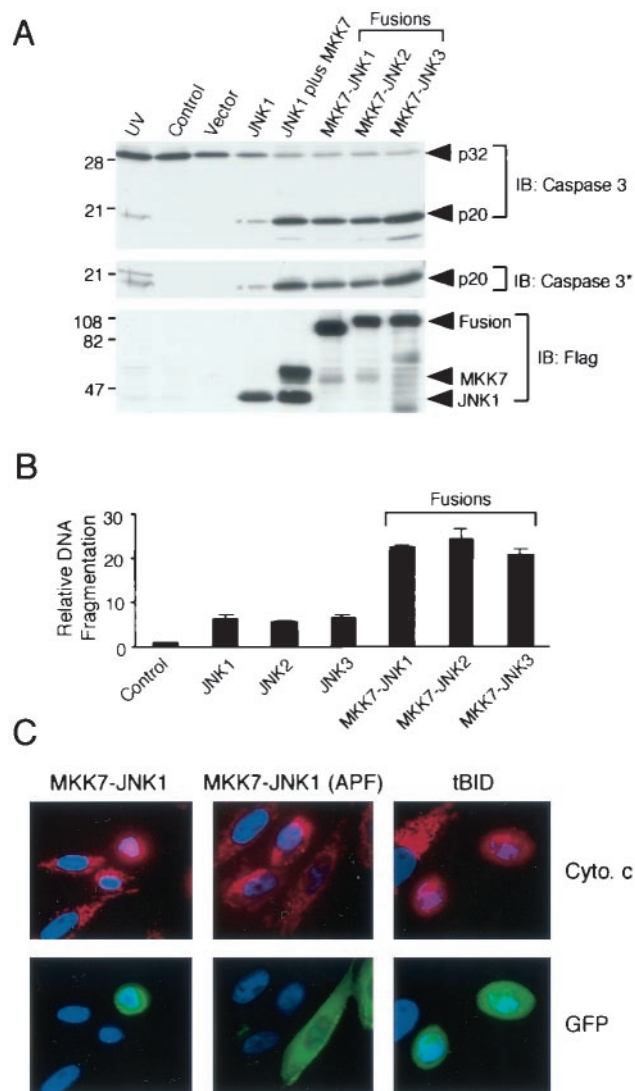 A
Fusions
UV
Control
Vector
JNK1
JNK1 plus MKK7
MKK7-JNK1
MKK7-JNK2
MKK7-JNK3
28
21
p32
p20
IB: Caspase 3
21
p20
IB: Caspase 3*
108
82
47
Fusion
MKK7
JNK1
IB: Flag
B
Relative DNA
Fragmentation
30
20
10
0
Fusions
Control
JNK1
JNK2
JNK3
MKK7-JNK1
MKK7-JNK2
MKK7-JNK3
C
MKK7-JNK1
MKK7-JNK1 (APF)
tBID
Cyto. c
GFP